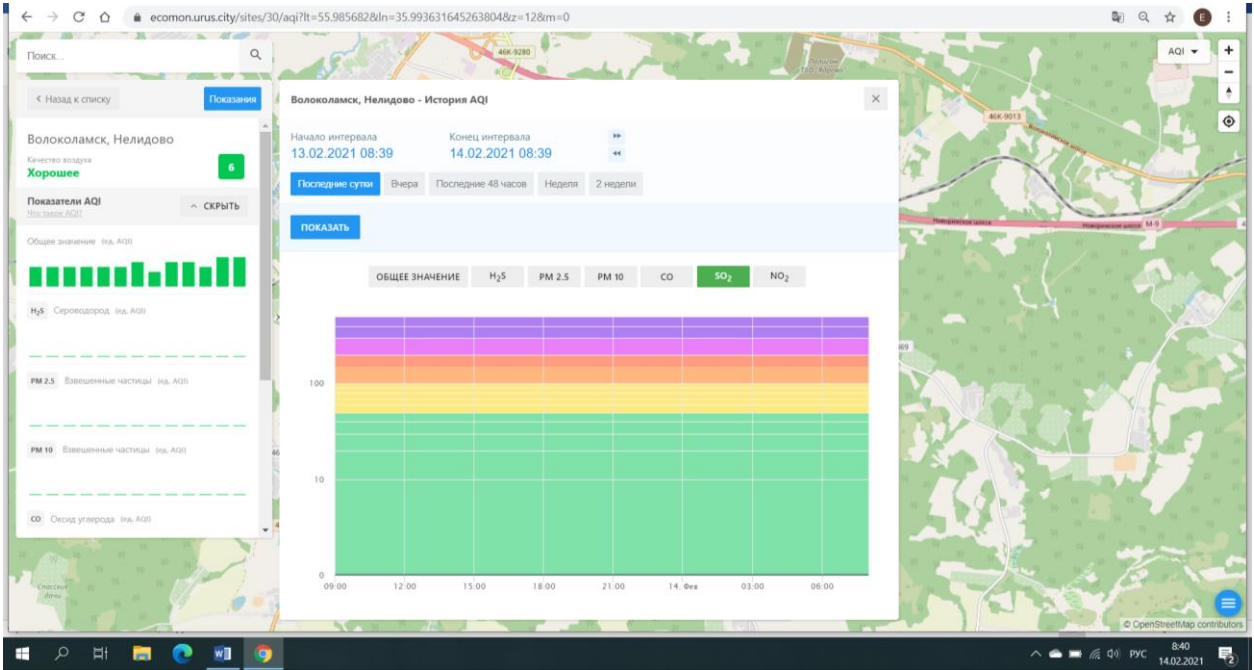 ecomon.urus.city/sites/30/aqi?lt=55.985682&ln=35.993631645263804&z=12&m=0
E
Поиск...
46К-9280
AQI
< Назад к списку
Показания
Волоколамск, Нелидово - История AQI
46К-9013
Волоколамск, Нелидово
Качество воздуха
Хорошее
6
Начало интервала
Конец интервала
13.02.2021 08:39
14.02.2021 08:39
Последние сутки
Вчера
Последние 48 часов
Неделя
2 недели
Показатели AQI
Что такое AQI?
СКРЫТЬ
ПОКАЗАТЬ
Новорижское шоссе
Новорижское шоссе
М-9
Общее значение (ед. AQI)
ОБЩЕЕ ЗНАЧЕНИЕ
H₂S
PM 2.5
PM 10
CO
SO₂
NO₂
H₂S Сероводород (ед. AQI)
PM 2.5 Взвешенные частицы (ед. AQI)
PM 10 Взвешенные частицы (ед. AQI)
CO Оксид углерода (ед. AQI)
100
10
0
09:00
12:00
15:00
18:00
21:00
14. Фев
03:00
06:00
Спасские
дачи
© OpenStreetMap contributors
РУС
8:40
14.02.2021
2